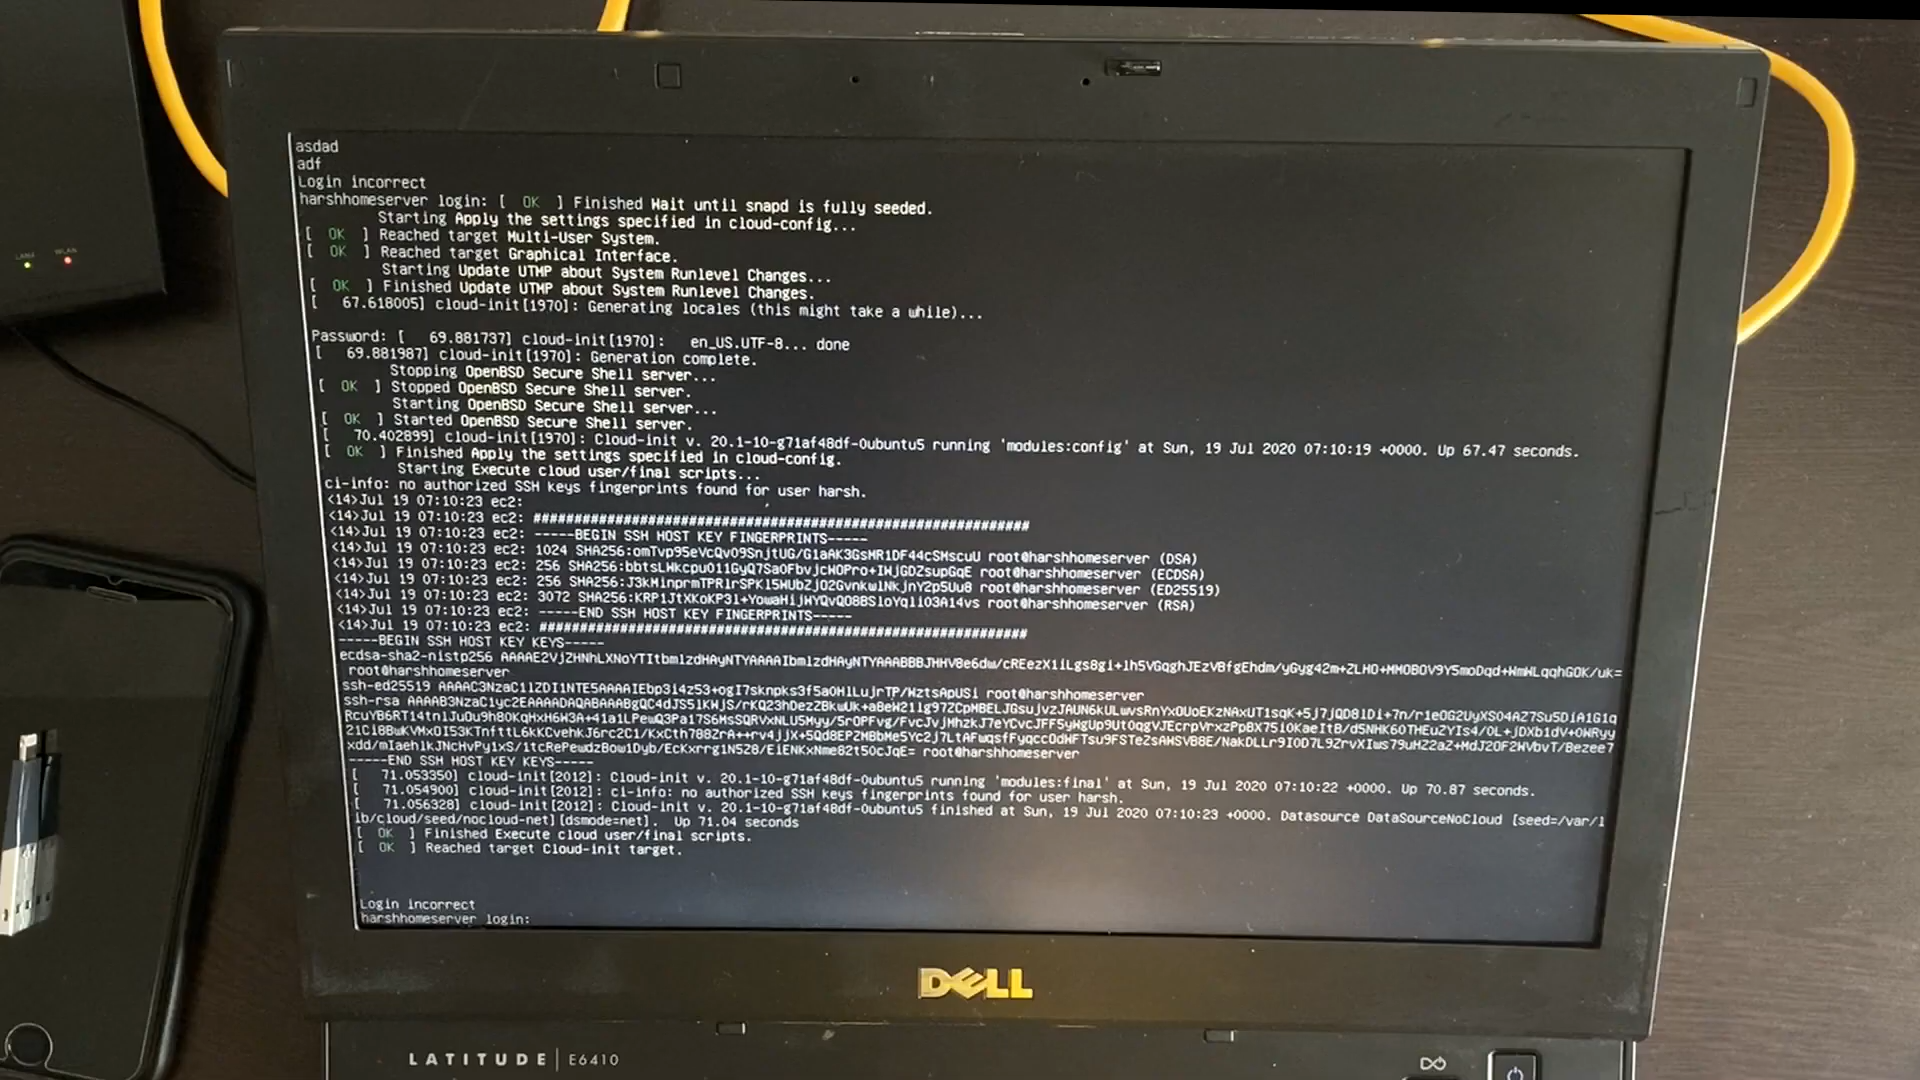 asdad
adf
Login incorrect
harshhomeserver login: [  OK  ] Finished Wait until snapd is fully seeded.
Starting Apply the settings specified in cloud-config...
[  OK  ] Reached target Multi-User System.
[  OK  ] Reached target Graphical Interface.
Starting Update UTMP about System Runlevel Changes...
[  OK  ] Finished Update UTMP about System Runlevel Changes.
[   67.618005] cloud-init[1970]: Generating locales (this might take a while)...
Password: [   69.881737] cloud-init[1970]:   en_US.UTF-8... done
[   69.881987] cloud-init[1970]: Generation complete.
Stopping OpenBSD Secure Shell server...
[  OK  ] Stopped OpenBSD Secure Shell server.
Starting OpenBSD Secure Shell server...
[  OK  ] Started OpenBSD Secure Shell server.
[   70.402899] cloud-init[1970]: Cloud-init v. 20.1-10-g71af48df-0ubuntu5 running 'modules:config' at Sun, 19 Jul 2020 07:10:19 +0000. Up 67.47 seconds.
[  OK  ] Finished Apply the settings specified in cloud-config.
Starting Execute cloud user/final scripts...
ci-info: no authorized SSH keys fingerprints found for user harsh.
<14>Jul 19 07:10:23 ec2:
<14>Jul 19 07:10:23 ec2: #############################################################
<14>Jul 19 07:10:23 ec2: -----BEGIN SSH HOST KEY FINGERPRINTS-----
<14>Jul 19 07:10:23 ec2: 1024 root@harshhomeserver (DSA)
<14>Jul 19 07:10:23 ec2: 256 root@harshhomeserver (ECDSA)
<14>Jul 19 07:10:23 ec2: 256 root@harshhomeserver (ED25519)
<14>Jul 19 07:10:23 ec2: 3072 root@harshhomeserver (RSA)
<14>Jul 19 07:10:23 ec2: -----END SSH HOST KEY FINGERPRINTS-----
<14>Jul 19 07:10:23 ec2: #############################################################
-----BEGIN SSH HOST KEY KEYS-----
ecdsa-sha2-nistp256
root@harshhomeserver
ssh-ed25519 root@harshhomeserver
ssh-rsa
root@harshhomeserver
-----END SSH HOST KEY KEYS-----
[   71.053350] cloud-init[2012]: Cloud-init v. 20.1-10-g71af48df-0ubuntu5 running 'modules:final' at Sun, 19 Jul 2020 07:10:22 +0000. Up 70.87 seconds.
[   71.054900] cloud-init[2012]: ci-info: no authorized SSH keys fingerprints found for user harsh.
[   71.056328] cloud-init[2012]: Cloud-init v. 20.1-10-g71af48df-0ubuntu5 finished at Sun, 19 Jul 2020 07:10:23 +0000. Datasource DataSourceNoCloud [seed=/var/l
ib/cloud/seed/nocloud-net][dsmode=net].  Up 71.04 seconds
[  OK  ] Finished Execute cloud user/final scripts.
[  OK  ] Reached target Cloud-init target.
Login incorrect
harshhomeserver login:
DELL
LATITUDE | E6410
WLAN